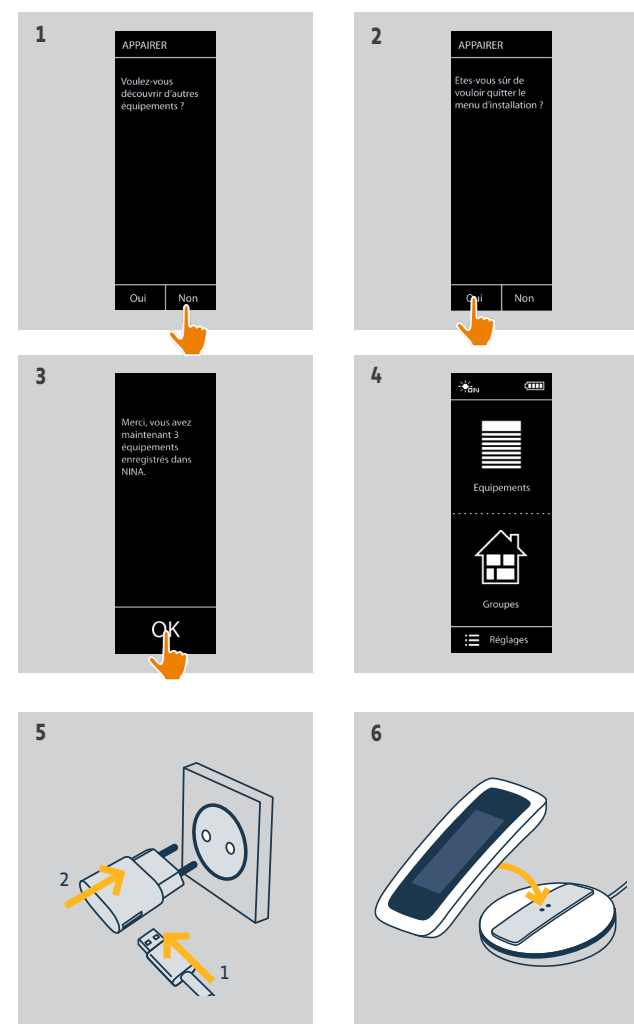 1
APPAIRER
Voulez-vous
découvrir d'autres
équipements ?
Oui Non
2
APPAIRER
Etes-vous sûr de
vouloir quitter le
menu d'installation ?
Oui Non
3
Merci, vous avez
maintenant 3
équipements
enregistrés dans
NINA.
OK
4
ON
Equipements
Groupes
Réglages
5
2
1
6